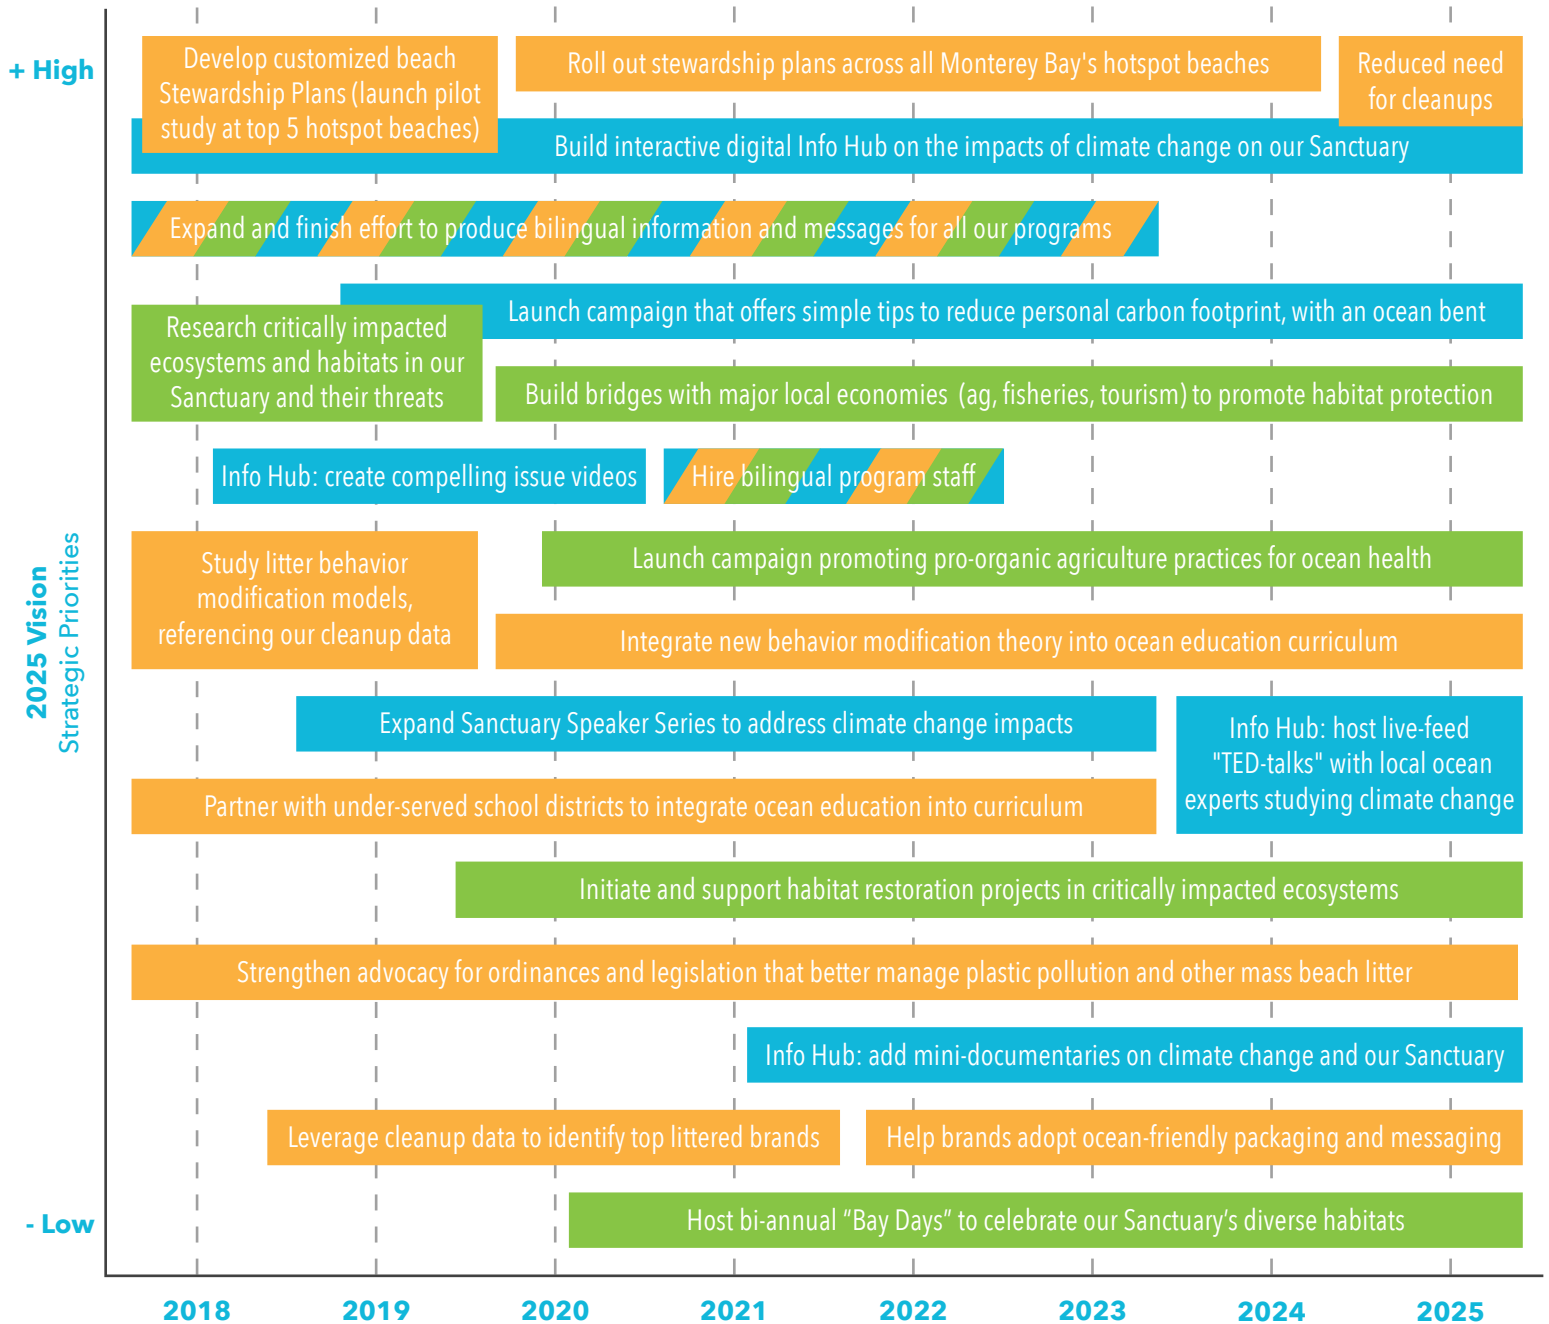 + High
Develop customized beach
Stewardship Plans (launch pilot
study at top 5 hotspot beaches)
Roll out stewardship plans across all Monterey Bay's hotspot beaches
Reduced need
for cleanups
Build interactive digital Info Hub on the impacts of climate change on our Sanctuary
Expand and finish effort to produce bilingual information and messages for all our programs
Launch campaign that offers simple tips to reduce personal carbon footprint, with an ocean bent
Research critically impacted
ecosystems and habitats in our
Sanctuary and their threats
Build bridges with major local economies (ag, fisheries, tourism) to promote habitat protection
Info Hub: create compelling issue videos
Hire bilingual program staff
2025 Vision
Strategic Priorities
Study litter behavior
modification models,
referencing our cleanup data
Launch campaign promoting pro-organic agriculture practices for ocean health
Integrate new behavior modification theory into ocean education curriculum
Expand Sanctuary Speaker Series to address climate change impacts
Info Hub: host live-feed
"TED-talks" with local ocean
experts studying climate change
Partner with under-served school districts to integrate ocean education into curriculum
Initiate and support habitat restoration projects in critically impacted ecosystems
Strengthen advocacy for ordinances and legislation that better manage plastic pollution and other mass beach litter
Info Hub: add mini-documentaries on climate change and our Sanctuary
Leverage cleanup data to identify top littered brands
Help brands adopt ocean-friendly packaging and messaging
- Low
Host bi-annual “Bay Days” to celebrate our Sanctuary’s diverse habitats
2018 2019 2020 2021 2022 2023 2024 2025